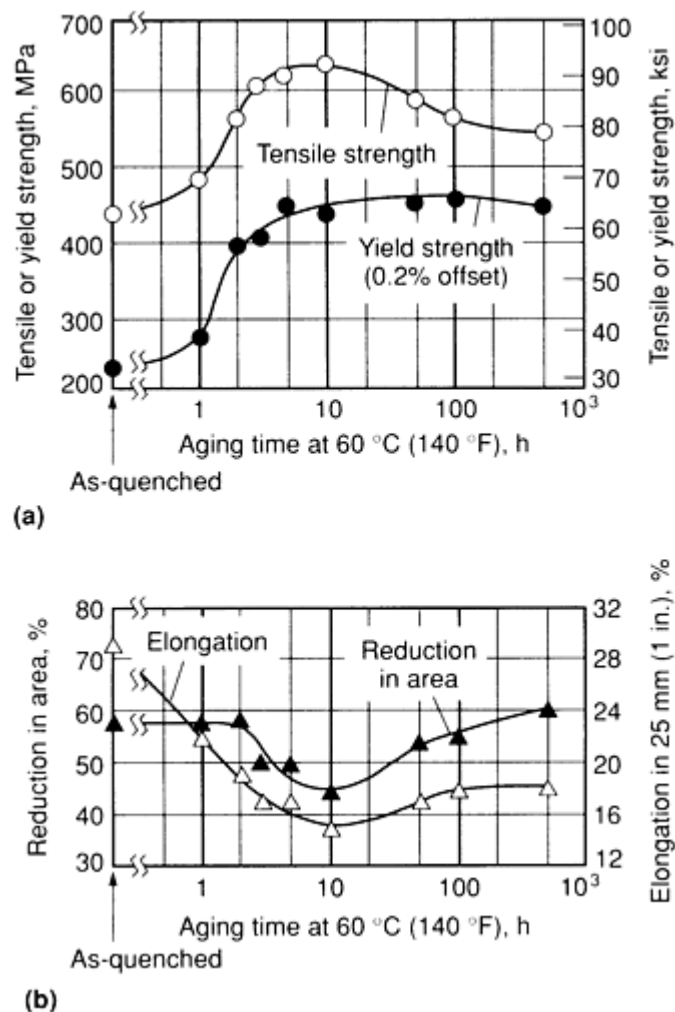 700
600
500
400
300
200
Tensile or yield strength, MPa
100
90
80
70
60
50
40
30
Tensile or yield strength, ksi
Tensile strength
Yield strength
(0.2% offset)
1
10
100
10³
Aging time at 60 °C (140 °F), h
As-quenched
(a)
80
70
60
50
40
30
Reduction in area, %
32
28
24
20
16
12
Elongation in 25 mm (1 in.), %
Elongation
Reduction
in area
1
10
100
10³
Aging time at 60 °C (140 °F), h
As-quenched
(b)